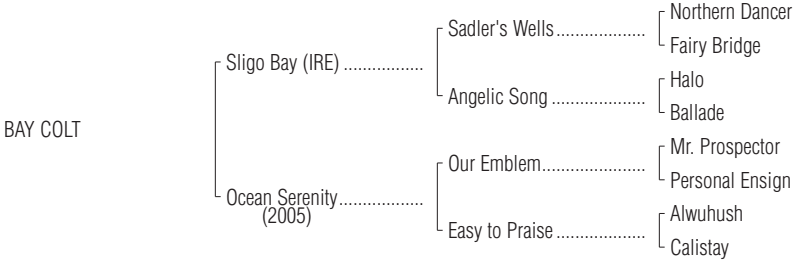 Northern Dancer
Sadler's Wells...................
Fairy Bridge
Sligo Bay (IRE) .................
Halo
Angelic Song ....................
Ballade
BAY COLT
Mr. Prospector
Our Emblem......................
Personal Ensign
Ocean Serenity..................
(2005)
Alwuhush
Easy to Praise ...................
Calistay